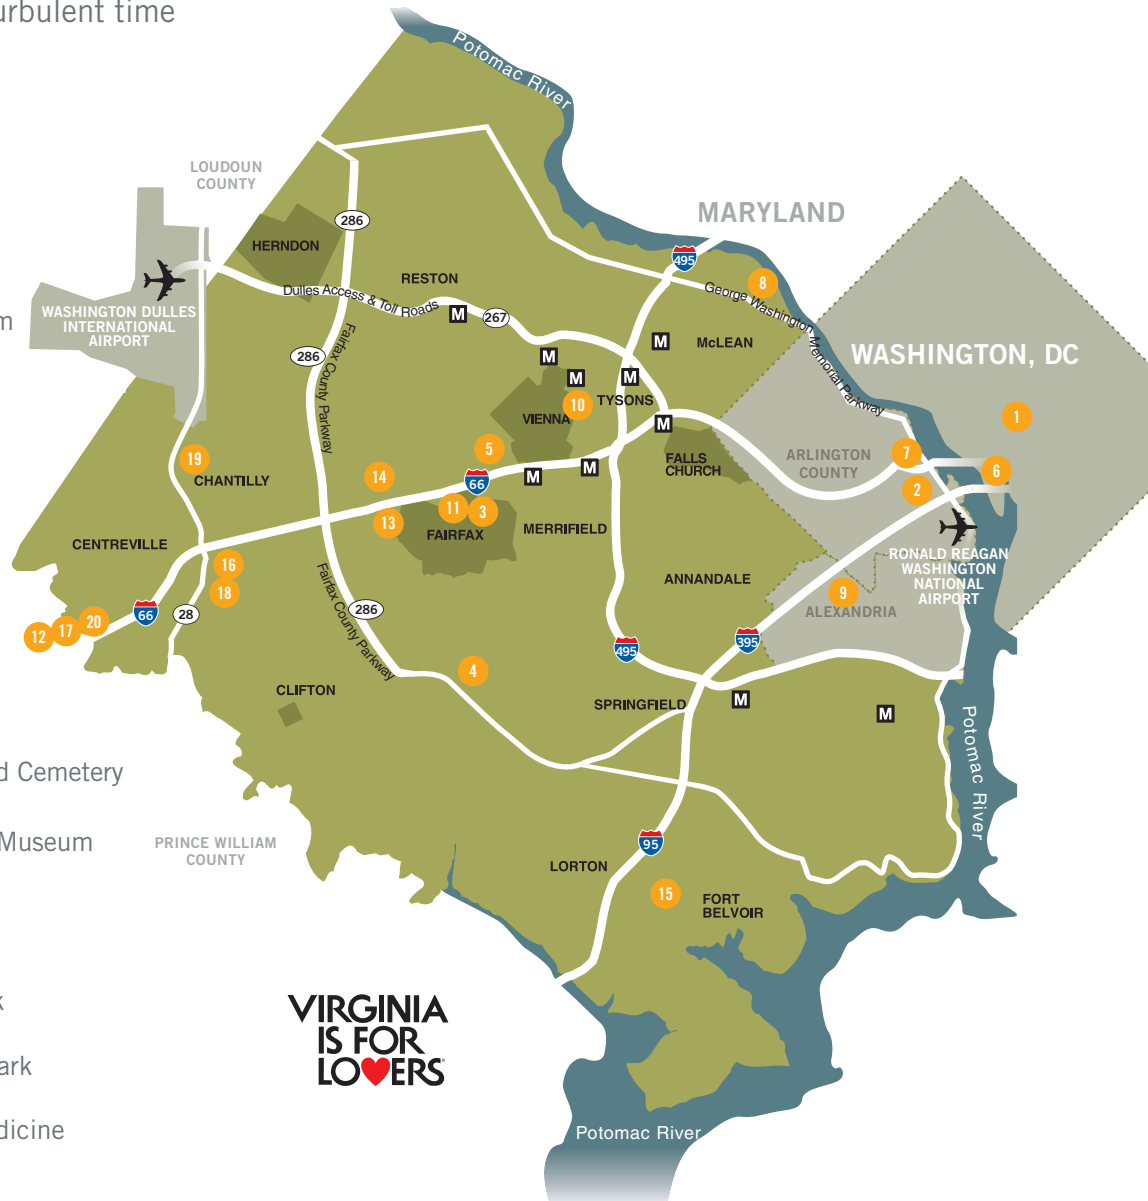 urbulent time
Potomac River
LOUDOUN
COUNTY
MARYLAND
286
HERNDON
495
RESTON
8
Dulles Access & Toll Roads
George Washington Memorial Parkway
WASHINGTON DULLES
INTERNATIONAL
AIRPORT
m
M
267
McLEAN
M
WASHINGTON, DC
286
Fairfax County Parkway
M
M
M
TYSONS
10
VIENNA
1
M
5
FALLS
CHURCH
ARLINGTON
COUNTY
7
19
CHANTILLY
14
66
M
M
2
6
11
3
13
FAIRFAX
MERRIFIELD
CENTREVILLE
RONALD REAGAN
WASHINGTON
NATIONAL
AIRPORT
16
18
ANNANDALE
9
ALEXANDRIA
Fairfax County Parkway
286
66
28
12
17
20
395
495
4
CLIFTON
SPRINGFIELD
M
M
Potomac River
d Cemetery
Museum
PRINCE WILLIAM
COUNTY
95
LORTON
15
FORT
BELVOIR
k
ark
dicine
VIRGINIA
IS FOR
LOVERS
Potomac River